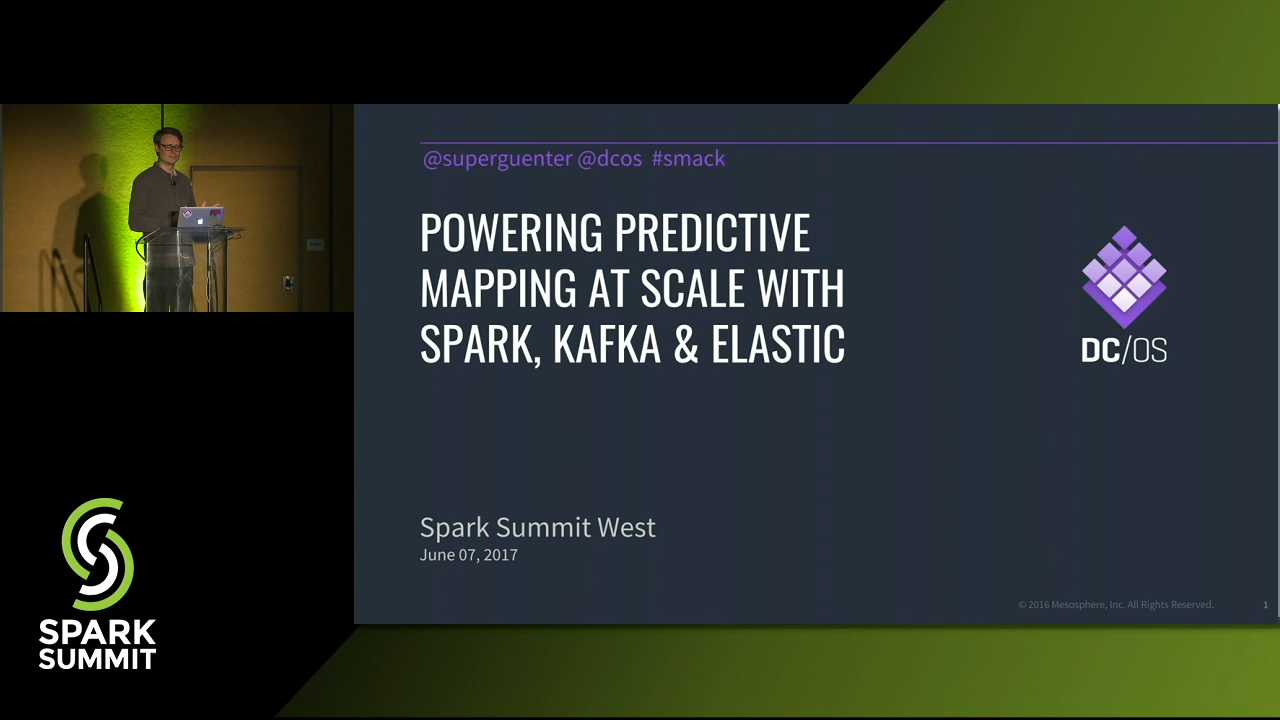 @superguenter @dcos #smack
POWERING PREDICTIVE
MAPPING AT SCALE WITH
SPARK, KAFKA & ELASTIC
DC/OS
Spark Summit West
June 07, 2017
© 2016 Mesosphere, Inc. All Rights Reserved.
1
SPARK
SUMMIT